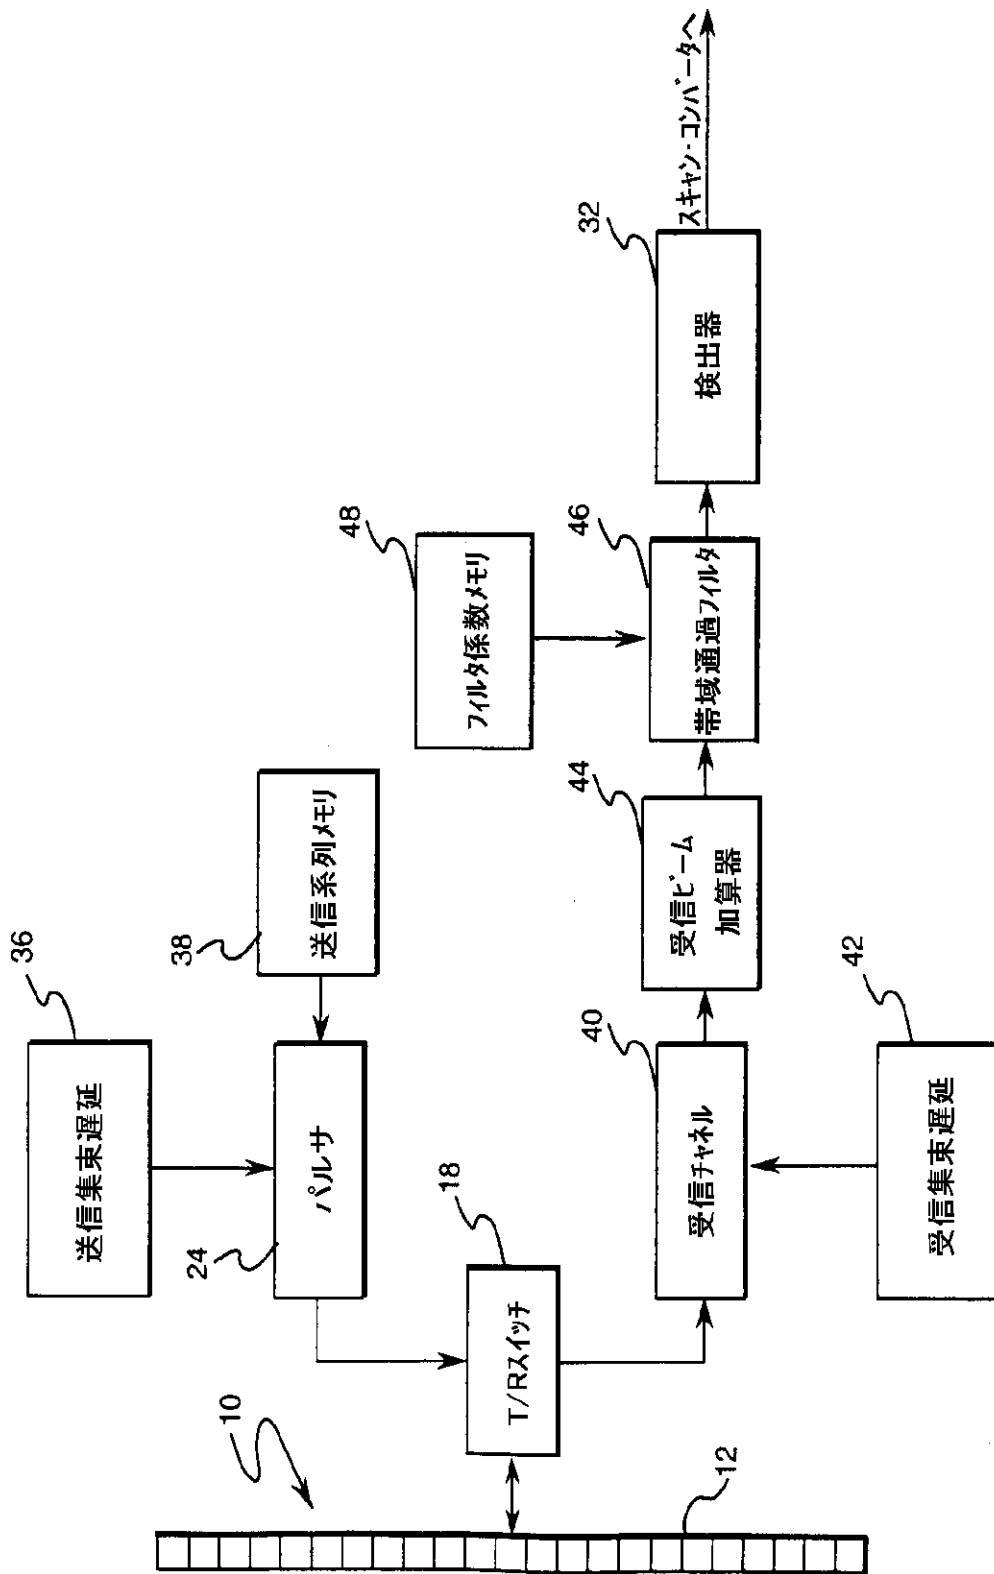 36
送信集束遅延
38
送信系列メモリ
24
パルサ
48
フィルタ係数メモリ
10
18
T/Rスイッチ
40
受信チャネル
44
受信ビーム
加算器
46
帯域通過フィルタ
32
検出器
スキャン・コンバータへ
12
42
受信集束遅延